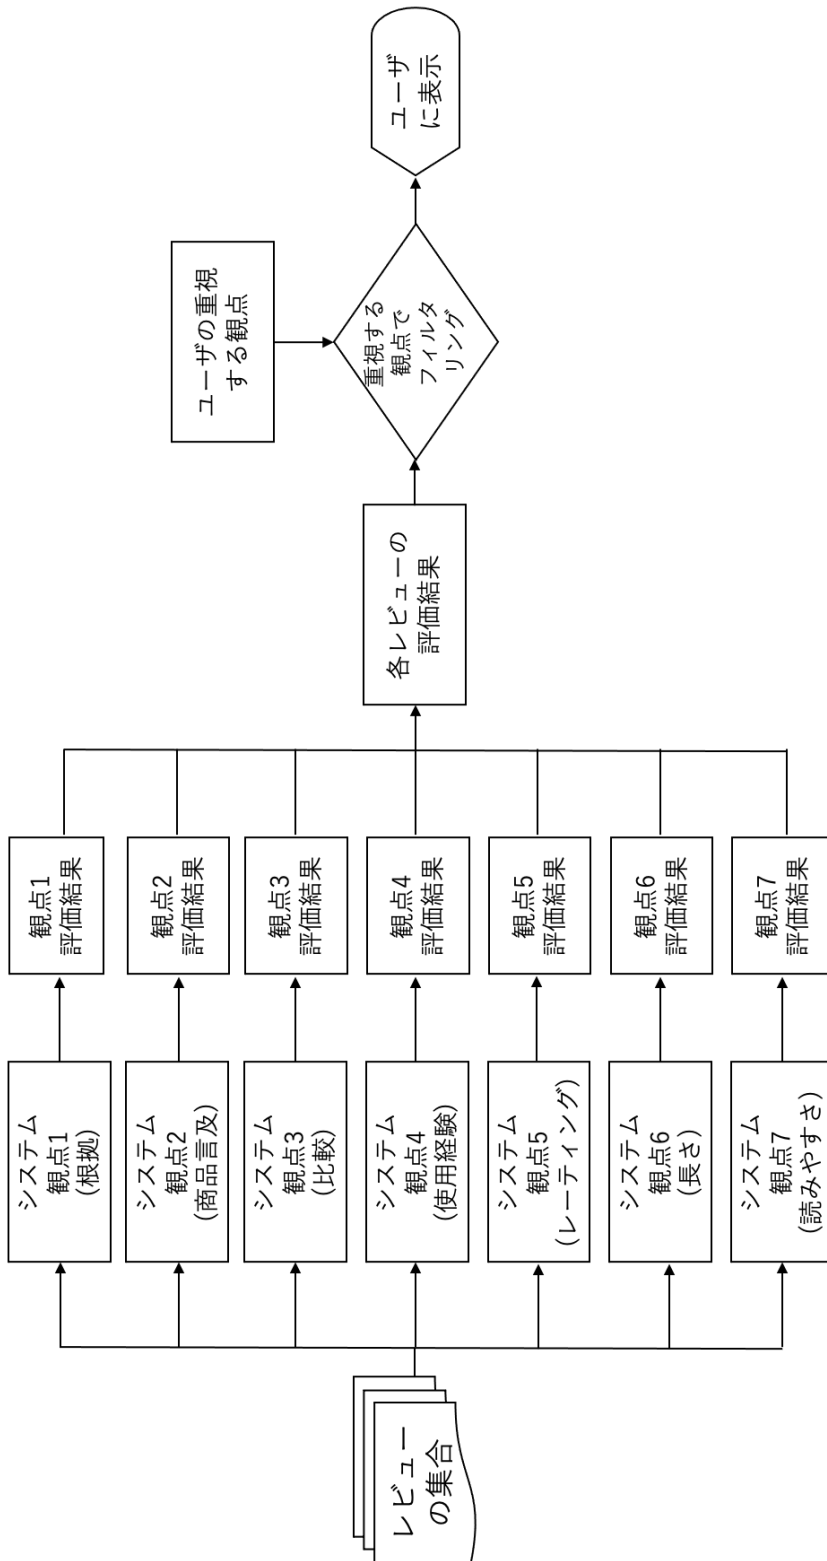 レビュー
の集合
システム
観点1
(根拠)
システム
観点2
(商品言及)
システム
観点3
(比較)
システム
観点4
(使用経験)
システム
観点5
(レーティング)
システム
観点6
(長さ)
システム
観点7
(読みやすさ)
観点1
評価結果
観点2
評価結果
観点3
評価結果
観点4
評価結果
観点5
評価結果
観点6
評価結果
観点7
評価結果
各レビューの
評価結果
ユーザの重視
する観点
重視する
観点で
フィルタ
リング
ユーザ
に表示